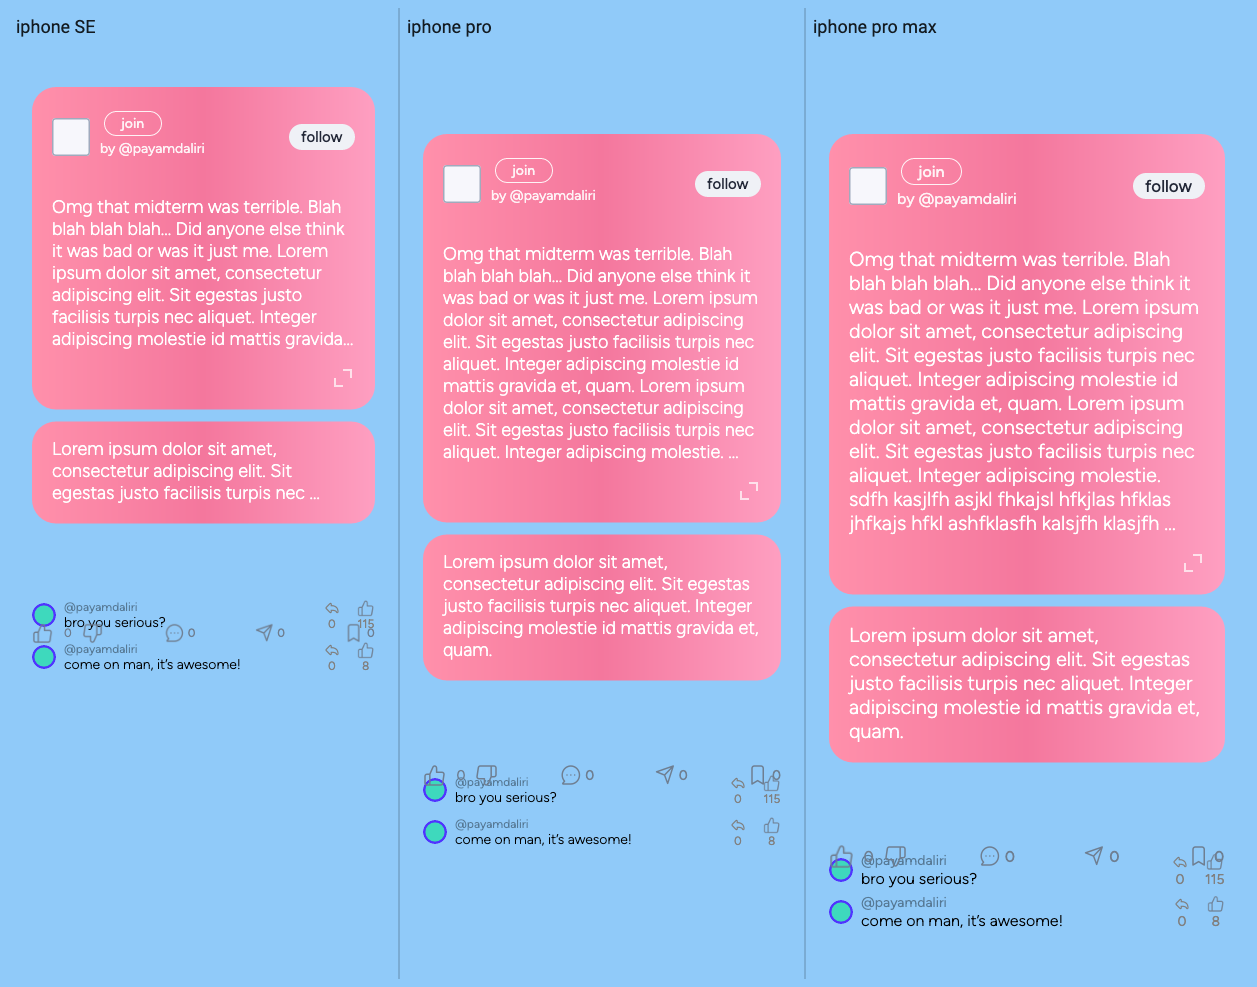 iphone SE
join
by @payamdaliri
follow
Omg that midterm was terrible. Blah
blah blah blah... Did anyone else think
it was bad or was it just me. Lorem
ipsum dolor sit amet, consectetur
adipiscing elit. Sit egestas justo
facilisis turpis nec aliquet. Integer
adipiscing molestie id mattis gravida...
Lorem ipsum dolor sit amet,
consectetur adipiscing elit. Sit
egestas justo facilisis turpis nec ...
@payamdaliri
bro you serious?
0 115
0 0 0 0
@payamdaliri
come on man, it's awesome!
0 8
iphone pro
join
by @payamdaliri
follow
Omg that midterm was terrible. Blah
blah blah blah... Did anyone else think it
was bad or was it just me. Lorem ipsum
dolor sit amet, consectetur adipiscing
elit. Sit egestas justo facilisis turpis nec
aliquet. Integer adipiscing molestie id
mattis gravida et, quam. Lorem ipsum
dolor sit amet, consectetur adipiscing
elit. Sit egestas justo facilisis turpis nec
aliquet. Integer adipiscing molestie. ...
Lorem ipsum dolor sit amet,
consectetur adipiscing elit. Sit egestas
justo facilisis turpis nec aliquet. Integer
adipiscing molestie id mattis gravida et,
quam.
0 0 0 0
@payamdaliri
bro you serious?
0 115
@payamdaliri
come on man, it's awesome!
0 8
iphone pro max
join
by @payamdaliri
follow
Omg that midterm was terrible. Blah
blah blah blah... Did anyone else think it
was bad or was it just me. Lorem ipsum
dolor sit amet, consectetur adipiscing
elit. Sit egestas justo facilisis turpis nec
aliquet. Integer adipiscing molestie id
mattis gravida et, quam. Lorem ipsum
dolor sit amet, consectetur adipiscing
elit. Sit egestas justo facilisis turpis nec
aliquet. Integer adipiscing molestie.
sdfh kasjlfh asjkl fhkajsl hfkjlas hfklas
jhfkajs hfkl ashfklasfh kalsjfh klasjfh ...
Lorem ipsum dolor sit amet,
consectetur adipiscing elit. Sit egestas
justo facilisis turpis nec aliquet. Integer
adipiscing molestie id mattis gravida et,
quam.
0 0 0 0
@payamdaliri
bro you serious?
0 115
@payamdaliri
come on man, it's awesome!
0 8